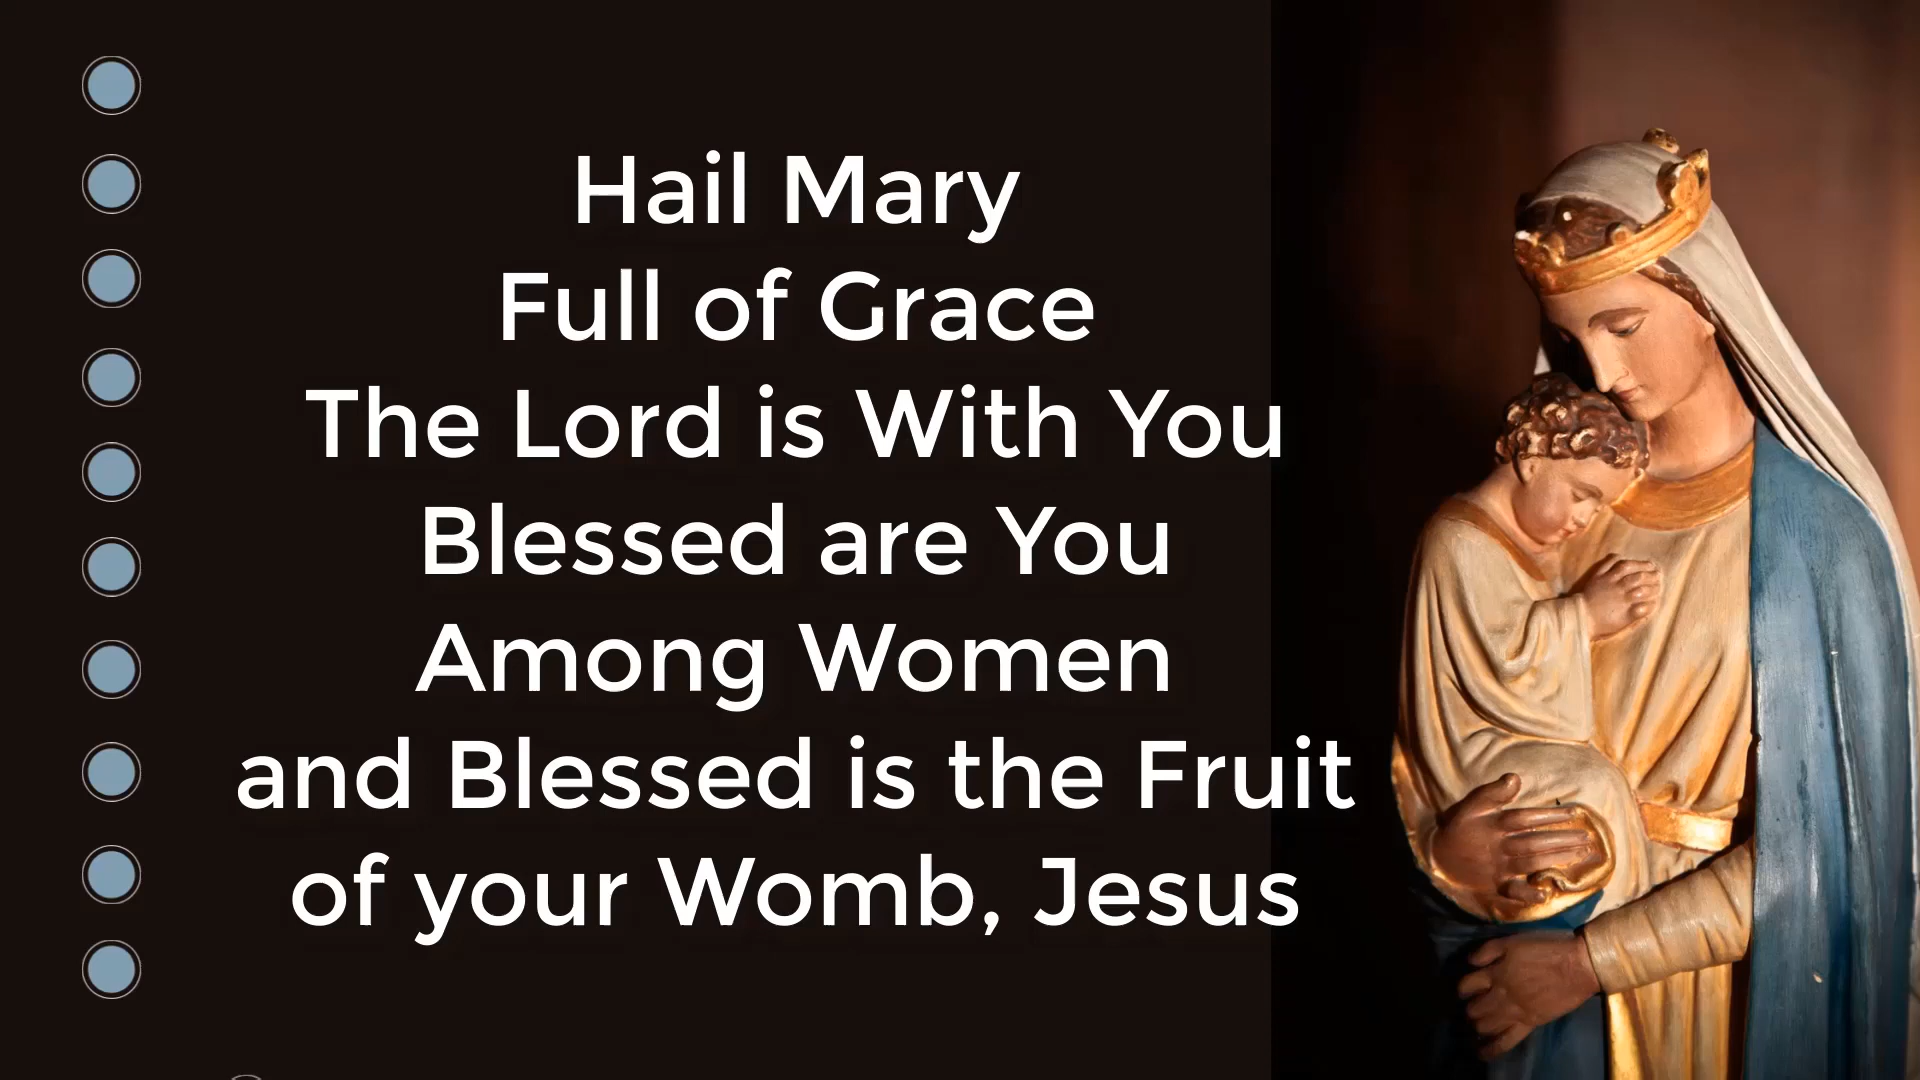 Hail Mary
Full of Grace
The Lord is With You
Blessed are You
Among Women
and Blessed is the Fruit
of your Womb, Jesus